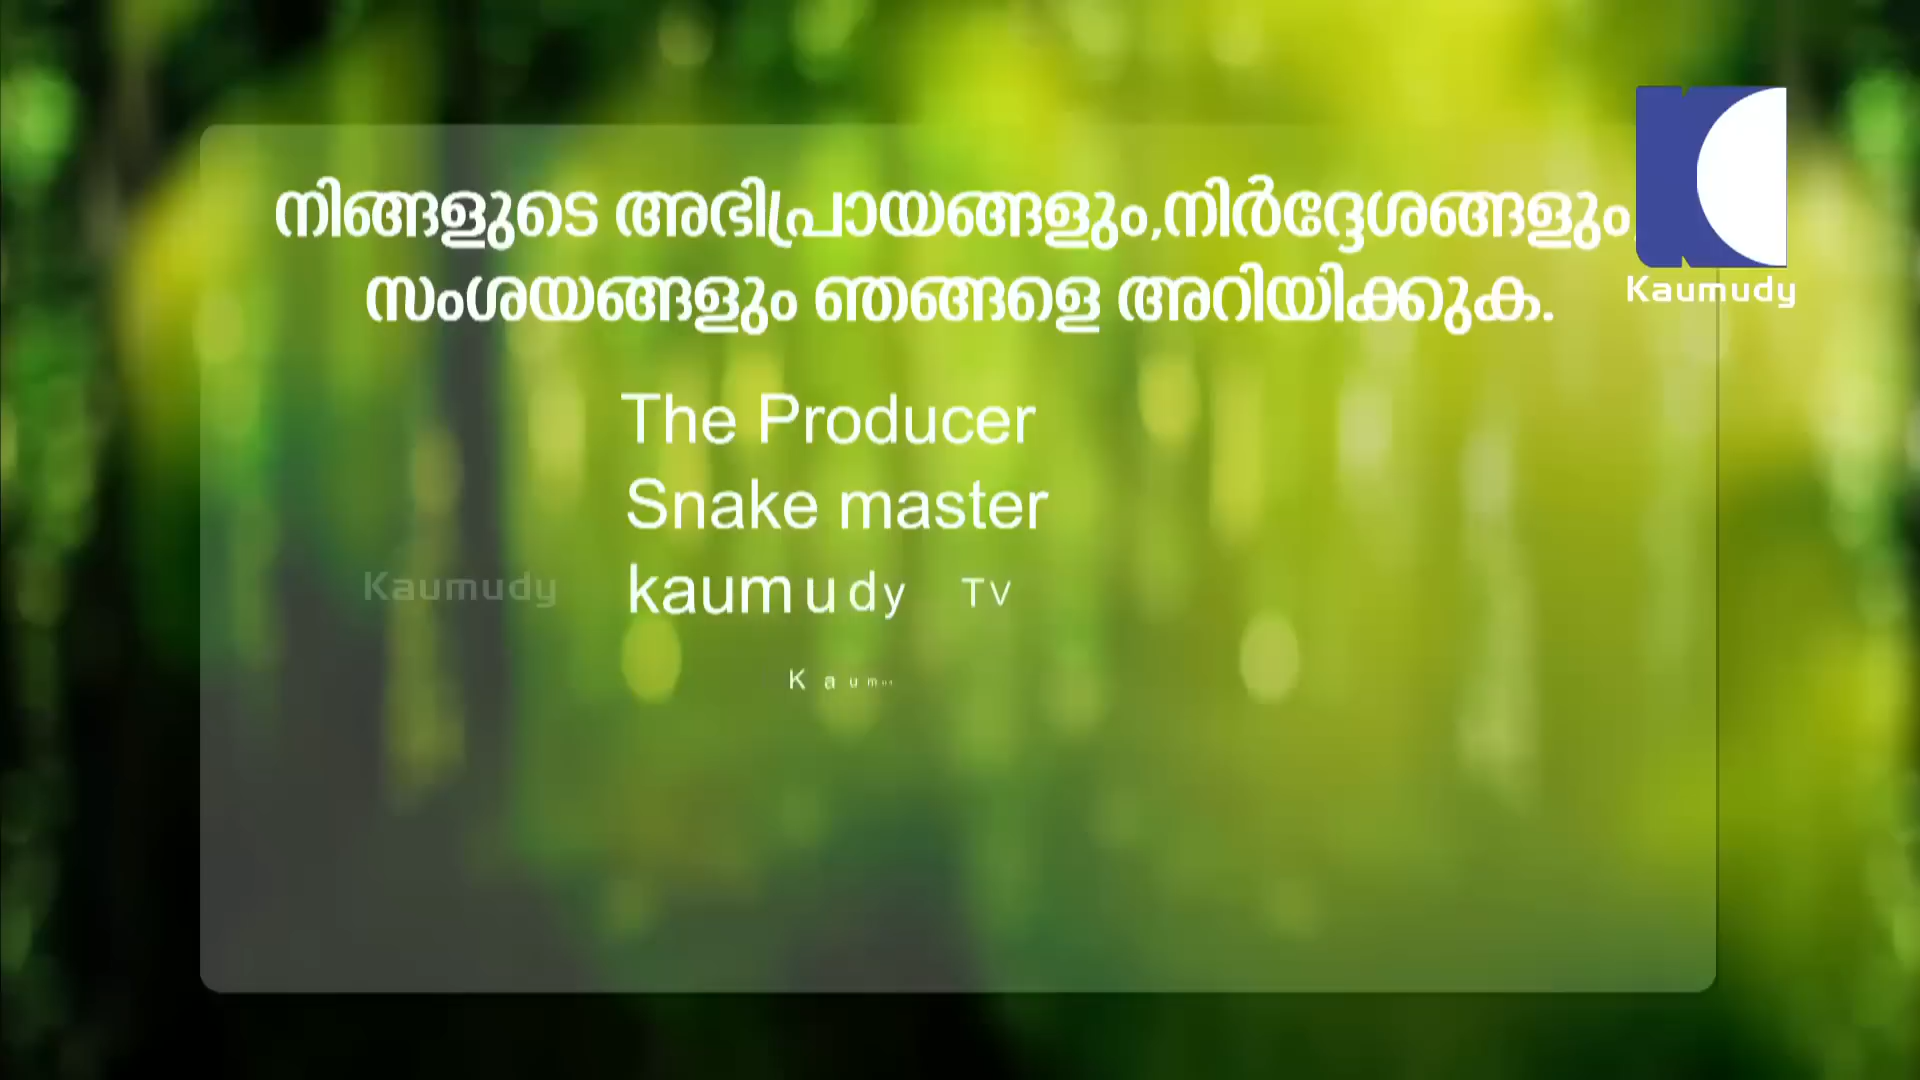 നിങ്ങളുടെ അഭിപ്രായങ്ങളും,നിർദ്ദേശങ്ങളും,
സംശയങ്ങളും ഞങ്ങളെ അറിയിക്കുക.
Kaumudy
The Producer
Snake master
kaumudy TV
Kaumudy